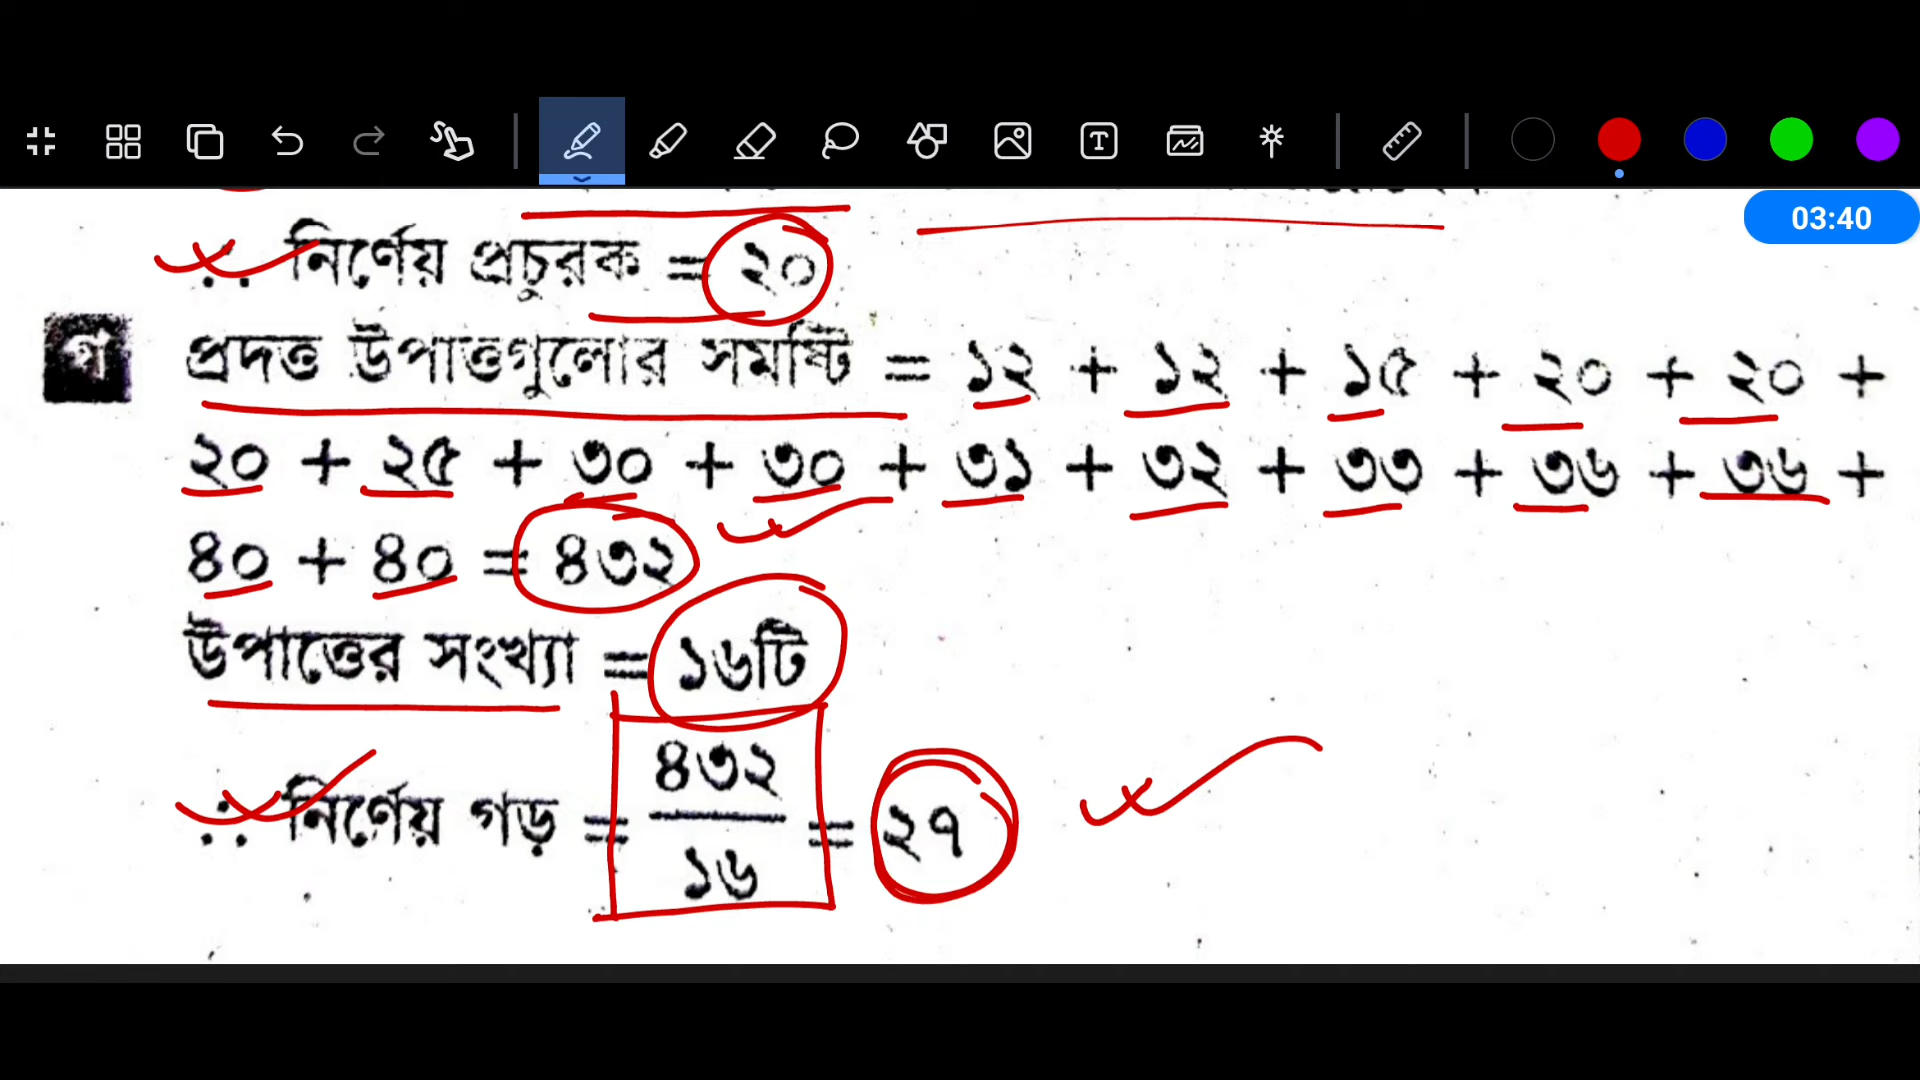 03:40
∴ নির্ণেয় প্রচুরক = ২০
গ প্রদত্ত উপাত্তগুলোর সমষ্টি = ১২ + ১২ + ১৫ + ২০ + ২০ +
২০ + ২৫ + ৩০ + ৩০ + ৩১ + ৩২ + ৩৩ + ৩৬ + ৩৬ +
৪০ + ৪০ = ৪৩২
উপাত্তের সংখ্যা = ১৬টি
∴ নির্ণেয় গড় = ৪৩২/১৬ = ২৭